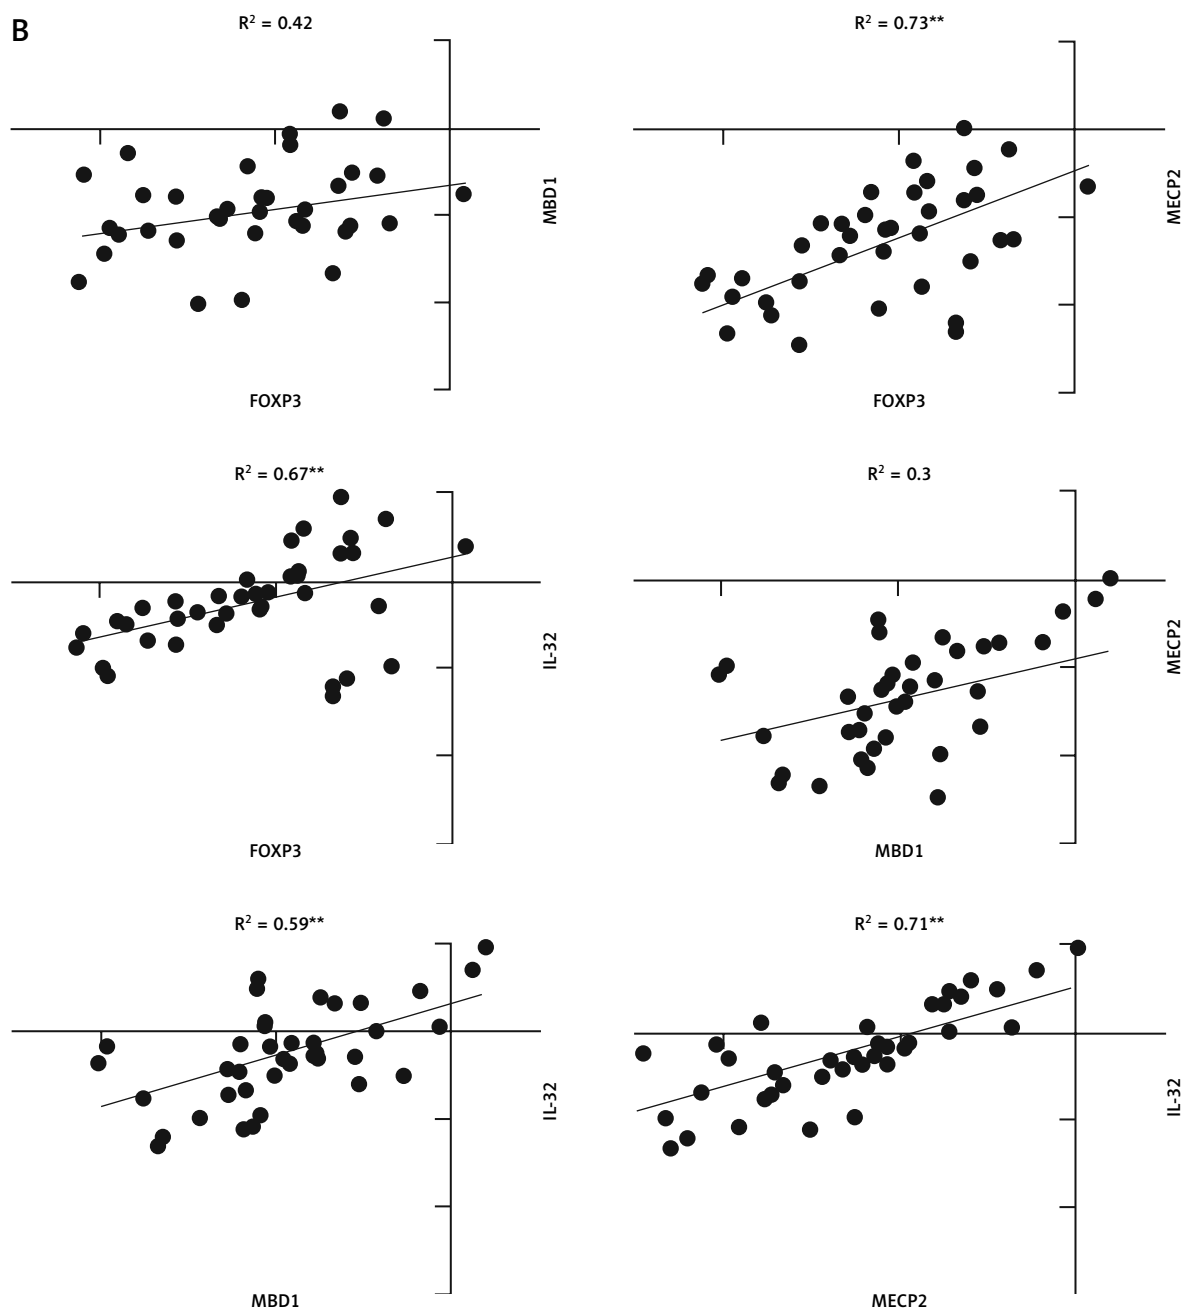 B
R² = 0.42
MBD1
FOXP3
R² = 0.73**
MECP2
FOXP3
R² = 0.67**
IL-32
FOXP3
R² = 0.3
MECP2
MBD1
R² = 0.59**
IL-32
MBD1
R² = 0.71**
IL-32
MECP2